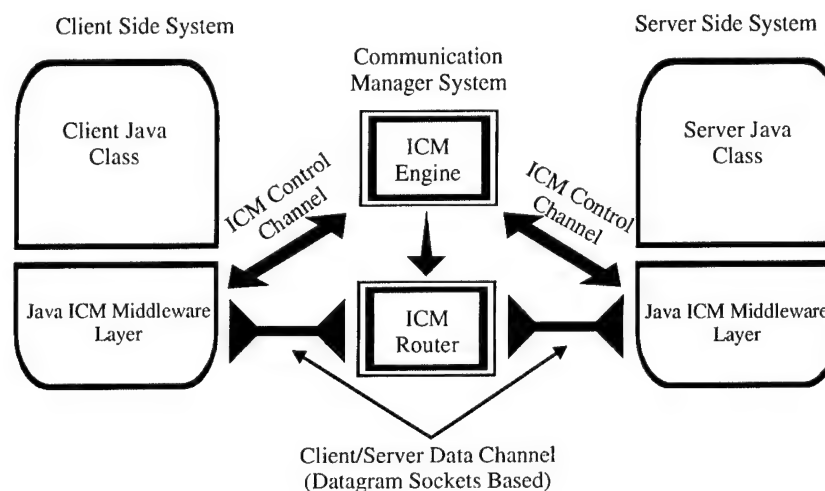 Client Side System
Server Side System
Communication
Manager System
Client Java
Class
ICM
Engine
Server Java
Class
ICM Control
Channel
ICM Control
Channel
Java ICM Middleware
Layer
ICM
Router
Java ICM Middleware
Layer
Client/Server Data Channel
(Datagram Sockets Based)